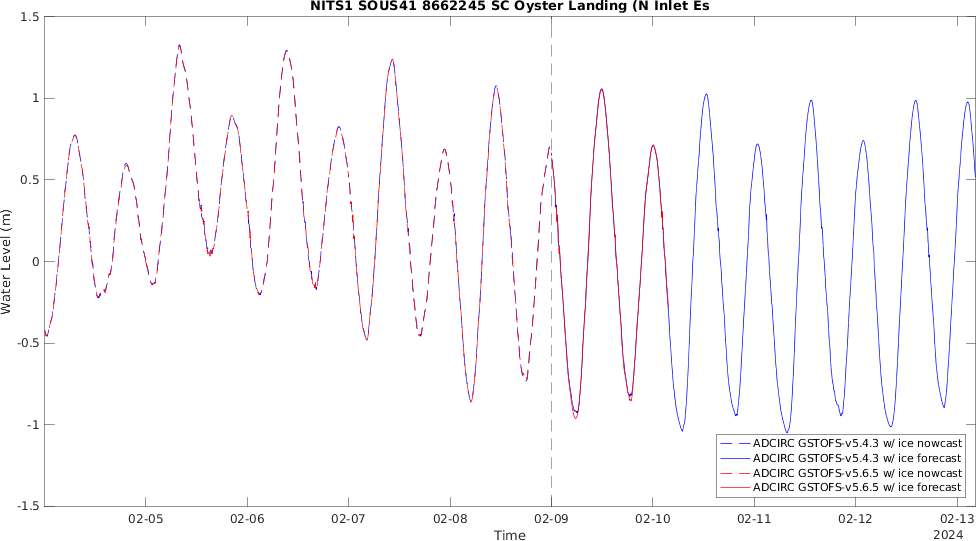 NITS1 SOUS41 8662245 SC Oyster Landing (N Inlet Es
1.5
1
0.5
0
-0.5
-1
-1.5
Water Level (m)
02-05
02-06
02-07
02-08
02-09
02-10
02-11
02-12
02-13
2024
Time
ADCIRC GSTOFS-v5.4.3 w/ ice nowcast
ADCIRC GSTOFS-v5.4.3 w/ ice forecast
ADCIRC GSTOFS-v5.6.5 w/ ice nowcast
ADCIRC GSTOFS-v5.6.5 w/ ice forecast